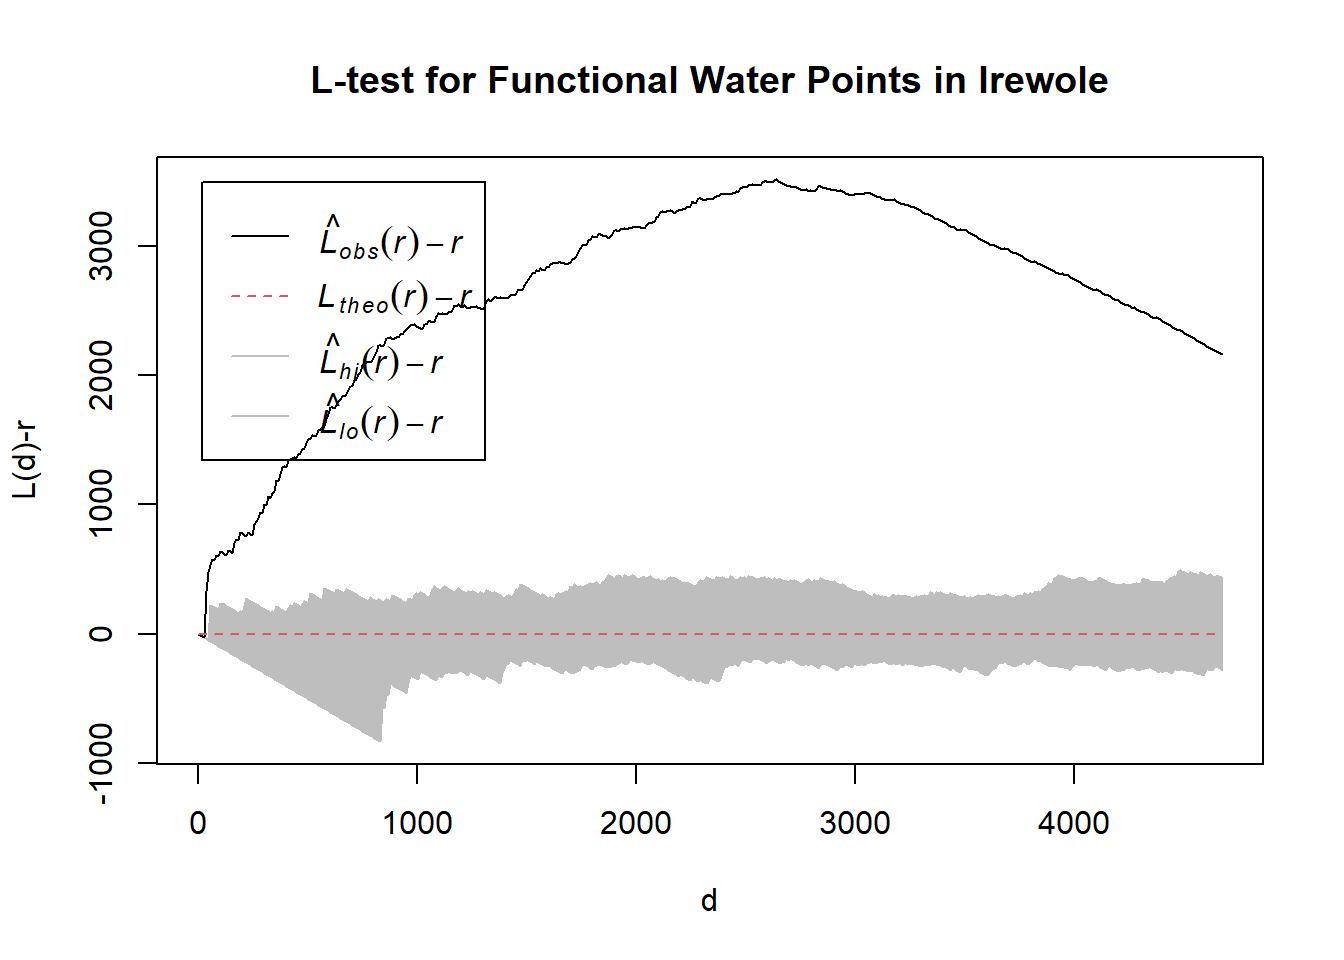 L-test for Functional Water Points in Irewole
L̂obs(r) – r
Ltheo(r) – r
L̂hi(r) – r
L̂lo(r) – r
L(d)-r
3000
2000
1000
0
-1000
0 1000 2000 3000 4000
d